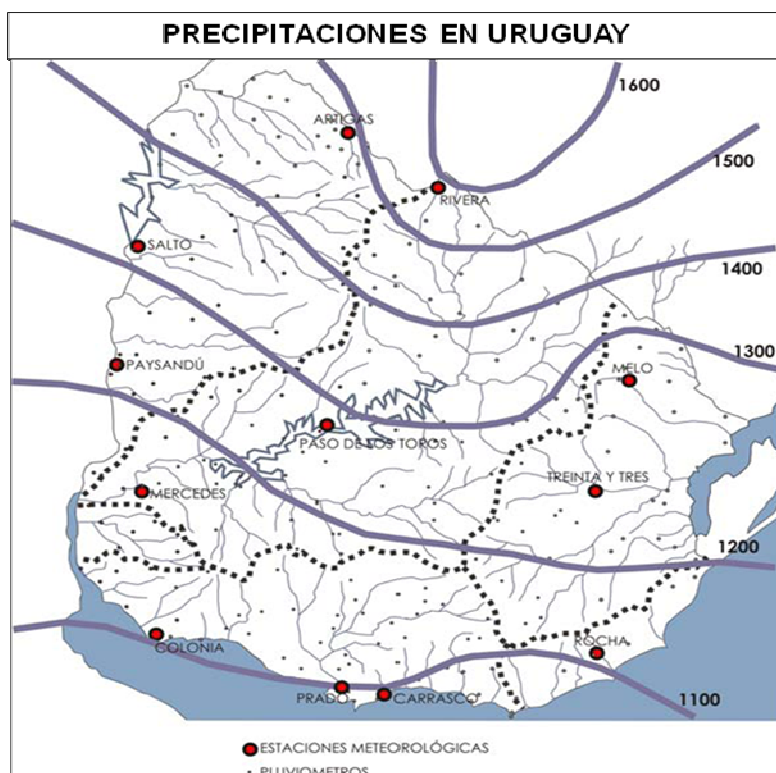 PRECIPITACIONES EN URUGUAY
1600
ARTIGAS
1500
RIVERA
SALTO
1400
1300
PAYSANDÚ
MELO
PASO DE LOS TOROS
TREINTA Y TRES
MERCEDES
1200
ROCHA
COLONIA
PRADO
CARRASCO
1100
ESTACIONES METEOROLÓGICAS
PLUVIOMETROS